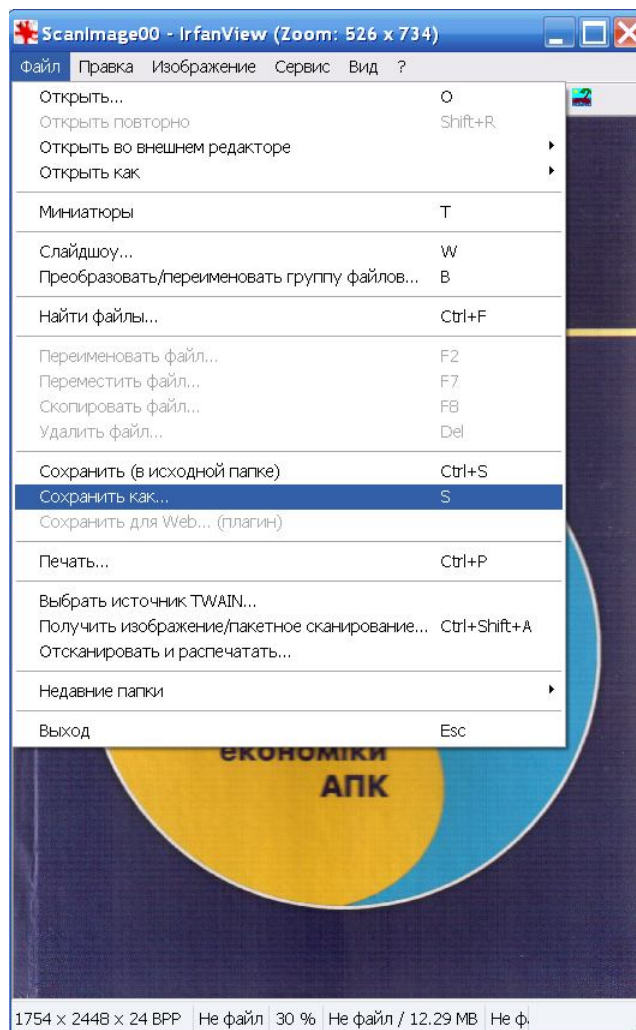 ScanImage00 - IrfanView (Zoom: 526 x 734)
Файл Правка Изображение Сервис Вид ?
Открыть... O
Открыть повторно Shift+R
Открыть во внешнем редакторе
Открыть как
Миниатюры T
Слайдшоу... W
Преобразовать/переименовать группу файлов... B
Найти файлы... Ctrl+F
Переименовать файл... F2
Переместить файл... F7
Скопировать файл... F8
Удалить файл... Del
Сохранить (в исходной папке) Ctrl+S
Сохранить как... S
Сохранить для Web... (плагин)
Печать... Ctrl+P
Выбрать источник TWAIN...
Получить изображение/пакетное сканирование... Ctrl+Shift+A
Отсканировать и распечатать...
Недавние папки
Выход Esc
економіки
АПК
1754 x 2448 x 24 BPP Не файл 30 % Не файл / 12.29 MB Не ф